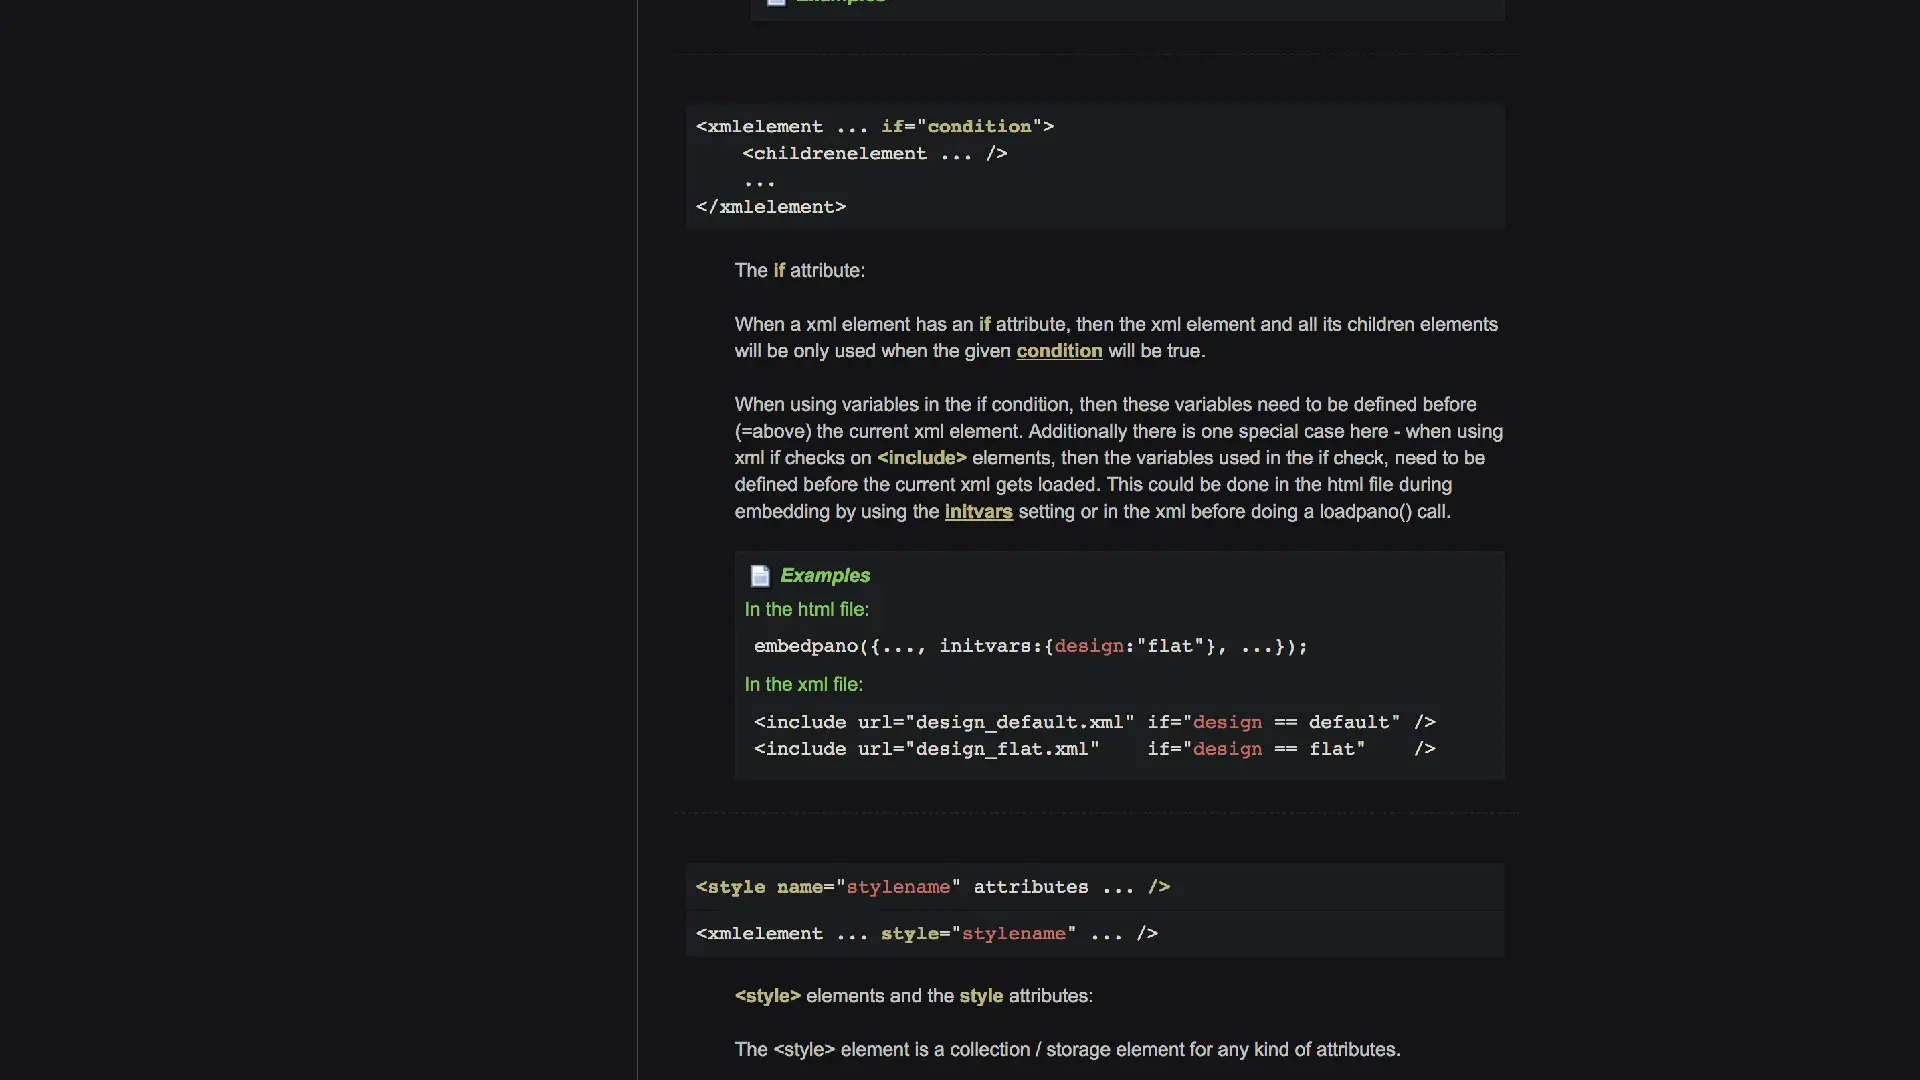 Examples
<xmlelement ... if="condition">
<childrenelement ... />
...
</xmlelement>
The if attribute:
When a xml element has an if attribute, then the xml element and all its children elements
will be only used when the given condition will be true.
When using variables in the if condition, then these variables need to be defined before
(=above) the current xml element. Additionally there is one special case here - when using
xml if checks on <include> elements, then the variables used in the if check, need to be
defined before the current xml gets loaded. This could be done in the html file during
embedding by using the initvars setting or in the xml before doing a loadpano() call.
Examples
In the html file:
embedpano({..., initvars:{design:"flat"}, ...});
In the xml file:
<include url="design_default.xml" if="design == default" />
<include url="design_flat.xml"    if="design == flat"    />
<style name="stylename" attributes ... />
<xmlelement ... style="stylename" ... />
<style> elements and the style attributes:
The <style> element is a collection / storage element for any kind of attributes.